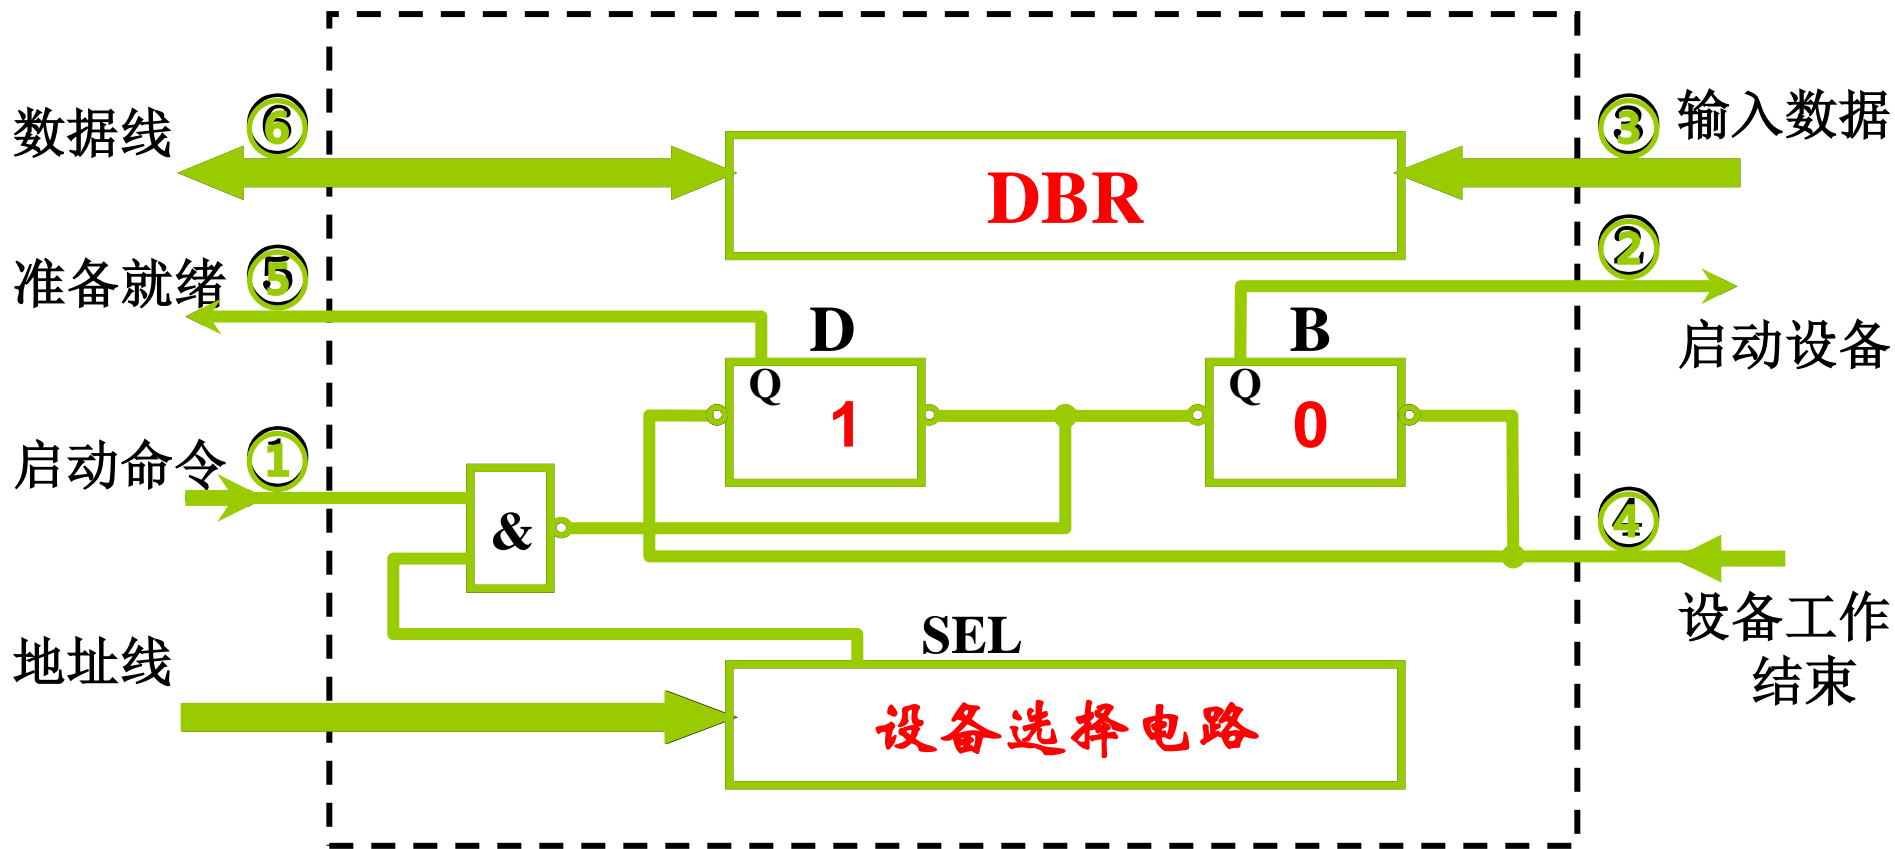 数据线
⑥
③
输入数据
DBR
准备就绪
⑤
②
启动设备
D
B
Q
1
Q
0
启动命令
①
&
④
设备工作
结束
地址线
SEL
设备选择电路